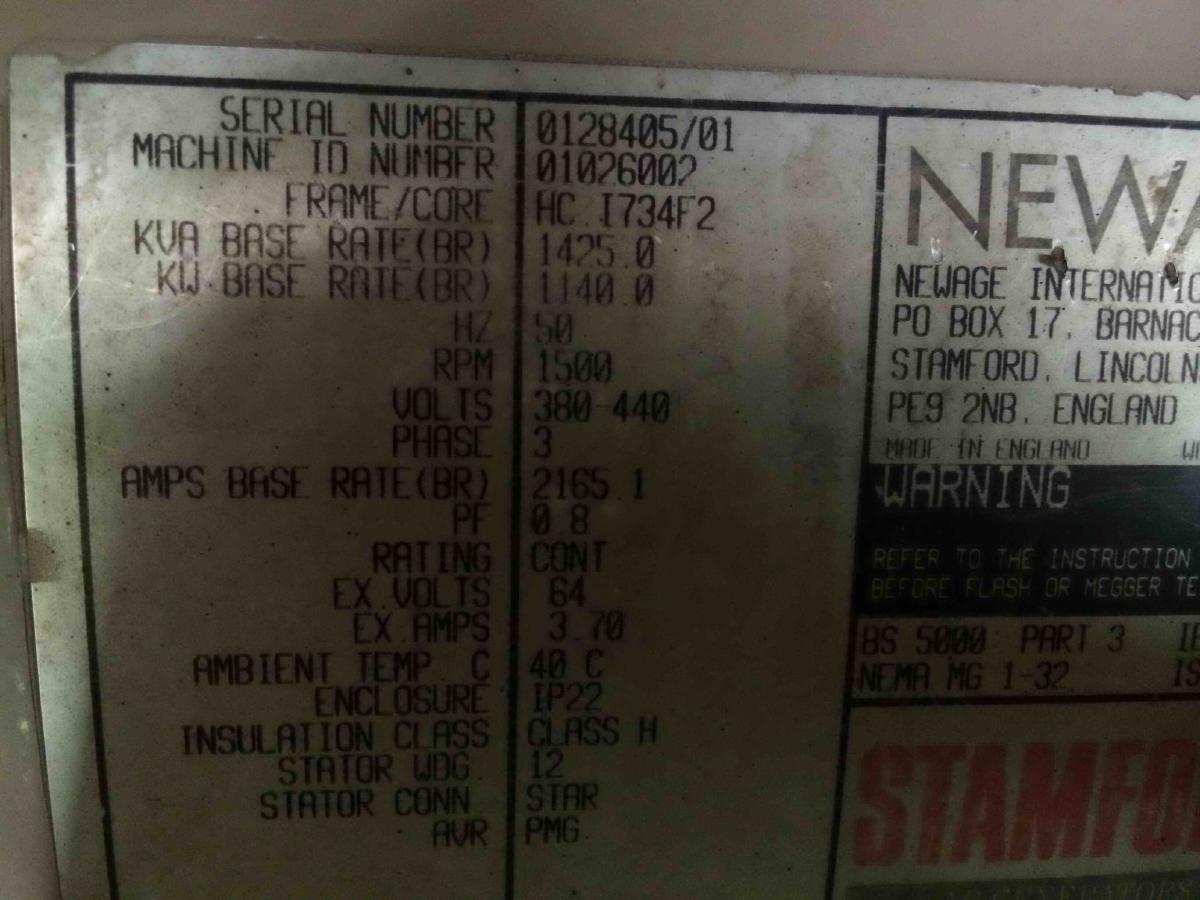 SERIAL NUMBER 0128405/01
MACHINE ID NUMBER 01026002
FRAME/CORE HC I734F2
KVA BASE RATE(BR) 1425.0
KW BASE RATE(BR) 1140.0
HZ 50
RPM 1500
VOLTS 380-440
PHASE 3
AMPS BASE RATE(BR) 2165.1
PF 0.8
RATING CONT
EX.VOLTS 64
EX.AMPS 3.70
AMBIENT TEMP. C 40 C
ENCLOSURE IP22
INSULATION CLASS CLASS H
STATOR WDG. 12
STATOR CONN. STAR
AVR PMG.
NEWA
NEWAGE INTERNATIO
PO BOX 17, BARNAC
STAMFORD, LINCOLN
PE9 2NB, ENGLAND
MADE IN ENGLAND
WARNING
REFER TO THE INSTRUCTION
BEFORE FLASH OR MEGGER TE
BS 5000 PART 3 IE
NEMA MG 1-32 IS
STAMFO